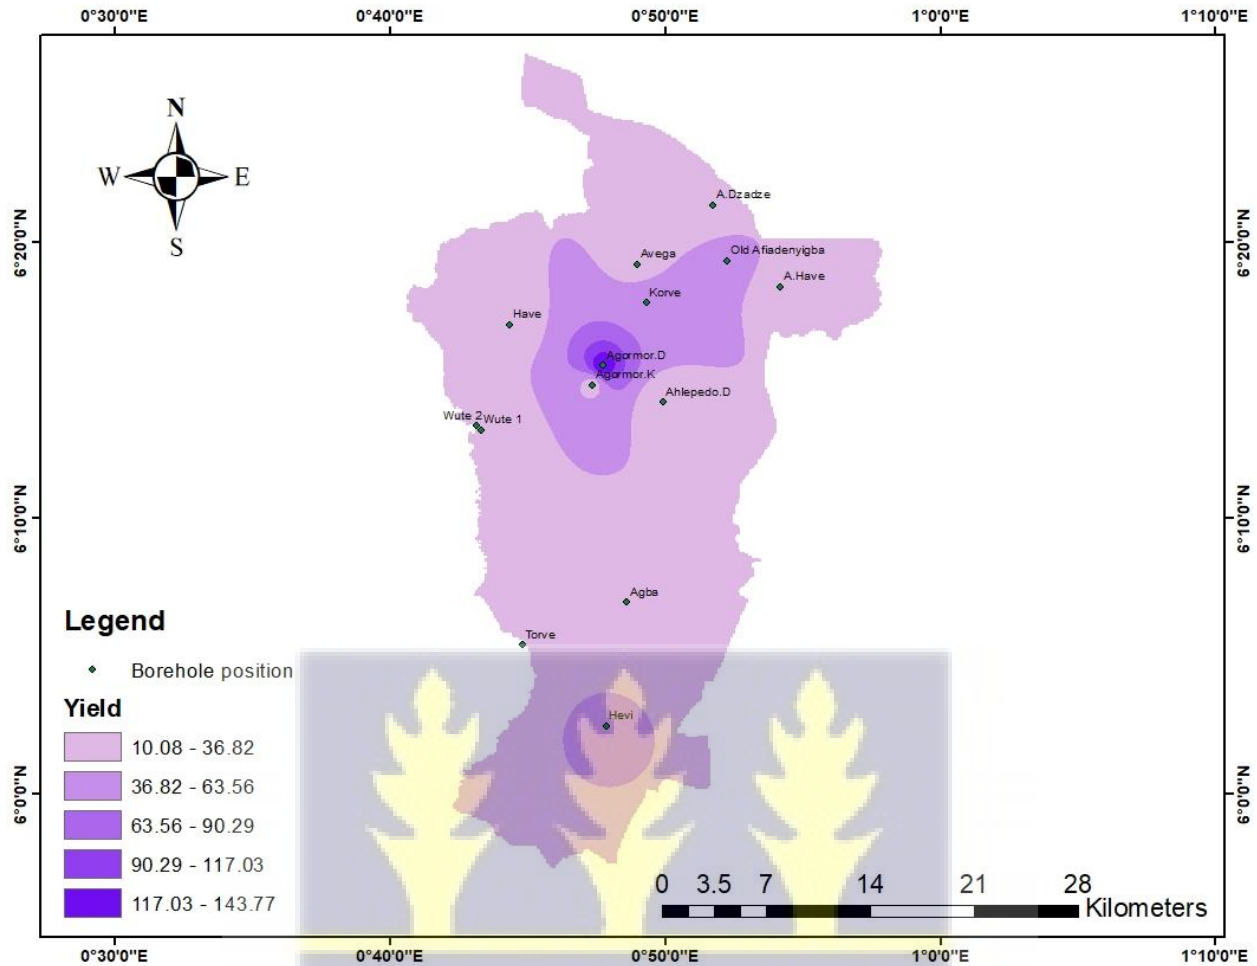 0°30'0"E 0°40'0"E 0°50'0"E 1°0'0"E 1°10'0"E
N
W E
S
A.Dzadze
6°20'0"N 6°20'0"N
Avega
Old Afiadenyigba
A.Have
Korve
Have
Agormor.D
Agormor.K
Ahlepedo.D
Wute 2 Wute 1
6°10'0"N 6°10'0"N
Agba
Torve
Hevi
6°0'0"N 6°0'0"N
Legend
Borehole position
Yield
10.08 - 36.82
36.82 - 63.56
63.56 - 90.29
90.29 - 117.03
117.03 - 143.77
0 3.5 7 14 21 28
Kilometers
0°30'0"E 0°40'0"E 0°50'0"E 1°0'0"E 1°10'0"E